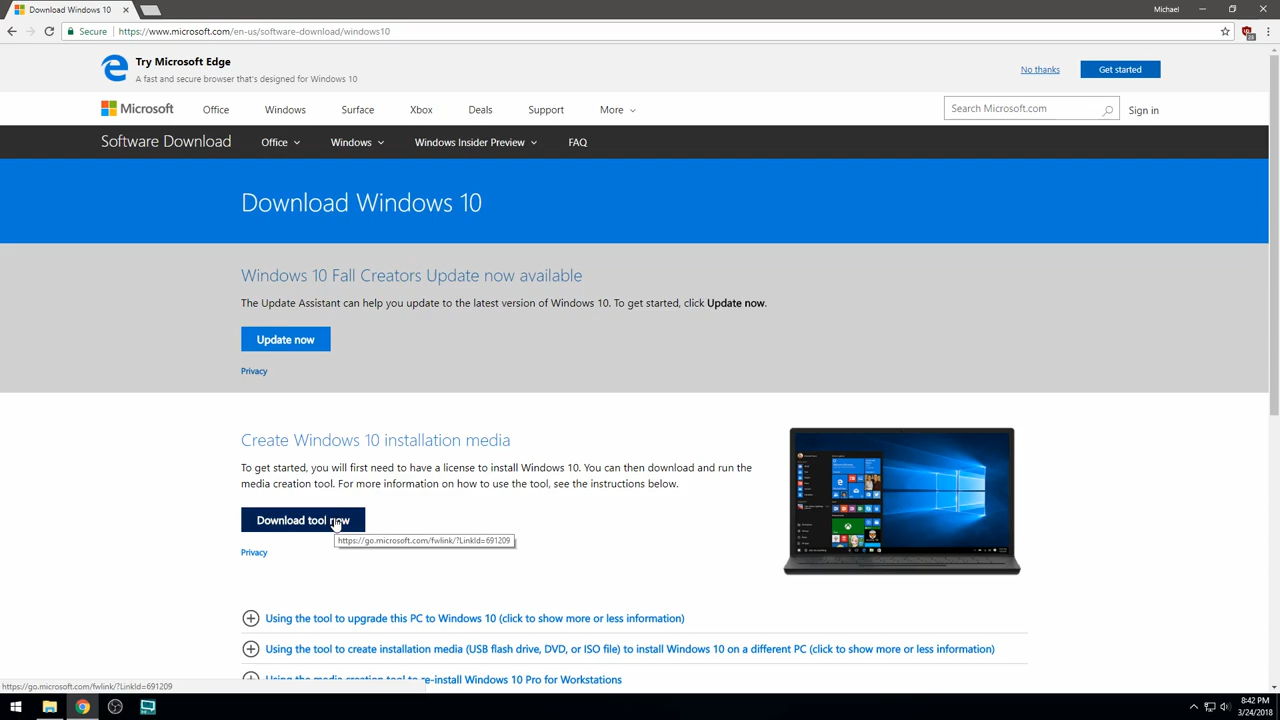 Download Windows 10
Michael
Secure
https://www.microsoft.com/en-us/software-download/windows10
Try Microsoft Edge
A fast and secure browser that's designed for Windows 10
No thanks
Get started
Microsoft
Office
Windows
Surface
Xbox
Deals
Support
More
Search Microsoft.com
Sign in
Software Download
Office
Windows
Windows Insider Preview
FAQ
Download Windows 10
Windows 10 Fall Creators Update now available
The Update Assistant can help you update to the latest version of Windows 10. To get started, click Update now.
Update now
Privacy
Create Windows 10 installation media
To get started, you will first need to have a license to install Windows 10. You can then download and run the
media creation tool. For more information on how to use the tool, see the instructions below.
Download tool now
https://go.microsoft.com/fwlink/?LinkId=691209
Privacy
Using the tool to upgrade this PC to Windows 10 (click to show more or less information)
Using the tool to create installation media (USB flash drive, DVD, or ISO file) to install Windows 10 on a different PC (click to show more or less information)
Using the media creation tool to re-install Windows 10 Pro for Workstations
https://go.microsoft.com/fwlink/?LinkId=691209
8:42 PM
3/24/2018